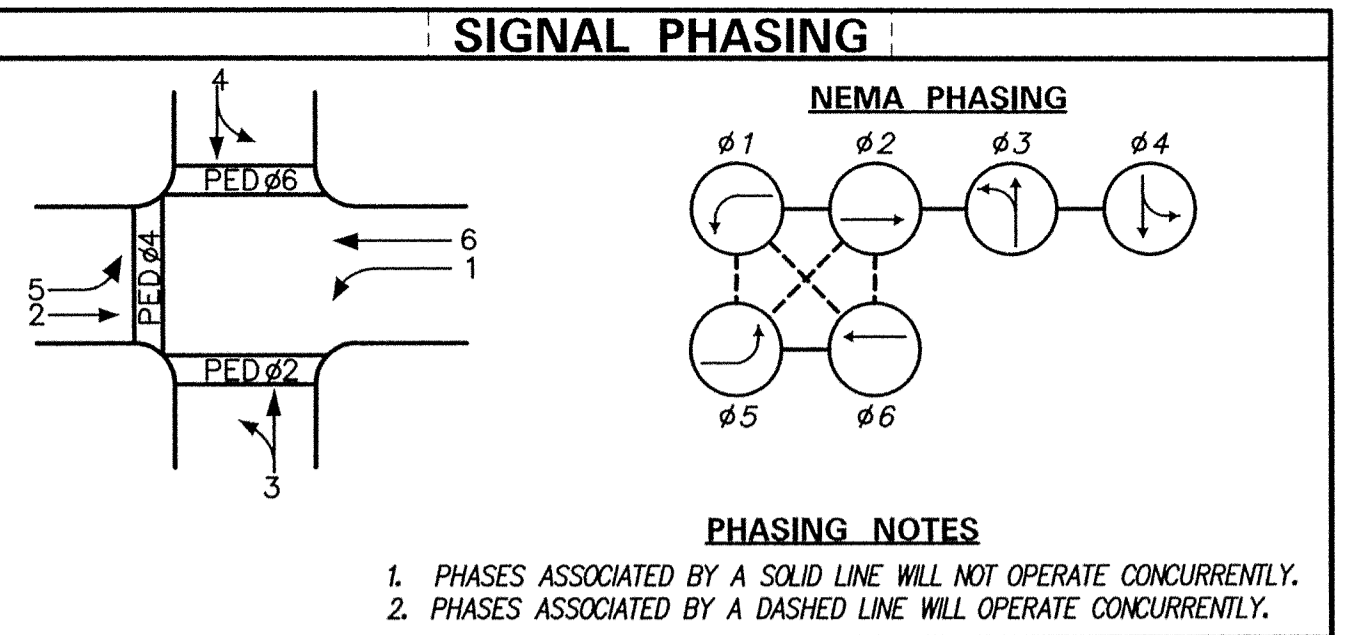 SIGNAL PHASING
4
PED ø6
PED ø4
6
1
5
2
PED ø2
3
NEMA PHASING
ø1 ø2 ø3 ø4
ø5 ø6
PHASING NOTES
1. PHASES ASSOCIATED BY A SOLID LINE WILL NOT OPERATE CONCURRENTLY.
2. PHASES ASSOCIATED BY A DASHED LINE WILL OPERATE CONCURRENTLY.